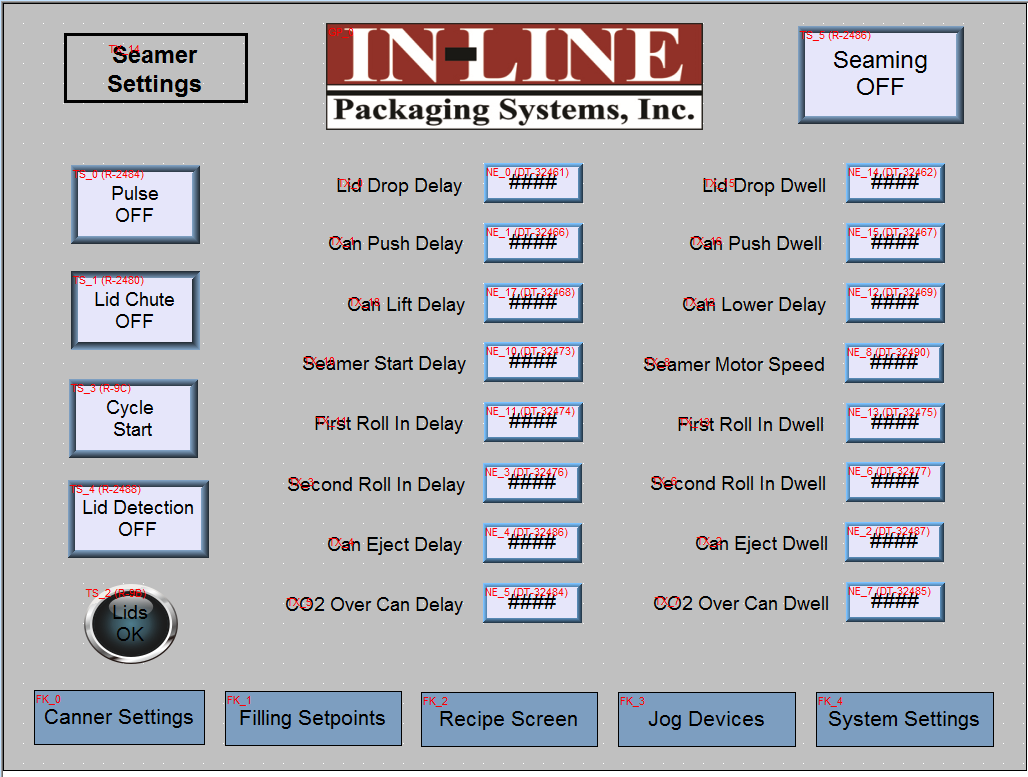 Seamer
Settings
IN-LINE
Packaging Systems, Inc.
TS_5 (R-2486)
Seaming
OFF
TS_0 (R-2484)
Pulse
OFF
Lid Drop Delay
NE_0 (DT-32461)
####
Lid Drop Dwell
NE_14 (DT-32462)
####
Can Push Delay
NE_1 (DT-32466)
####
Can Push Dwell
NE_15 (DT-32467)
####
TS_1 (R-2480)
Lid Chute
OFF
Can Lift Delay
NE_17 (DT-32468)
####
Can Lower Delay
NE_12 (DT-32469)
####
Seamer Start Delay
NE_10 (DT-32473)
####
Seamer Motor Speed
NE_8 (DT-32490)
####
TS_3 (R-9C)
Cycle
Start
First Roll In Delay
NE_11 (DT-32474)
####
First Roll In Dwell
NE_13 (DT-32475)
####
TS_4 (R-2488)
Lid Detection
OFF
Second Roll In Delay
NE_3 (DT-32476)
####
Second Roll In Dwell
NE_6 (DT-32477)
####
Can Eject Delay
NE_4 (DT-32486)
####
Can Eject Dwell
NE_2 (DT-32487)
####
Lids
OK
CO2 Over Can Delay
NE_5 (DT-32484)
####
CO2 Over Can Dwell
NE_7 (DT-32485)
####
FK_0
Canner Settings
FK_1
Filling Setpoints
FK_2
Recipe Screen
FK_3
Jog Devices
FK_4
System Settings